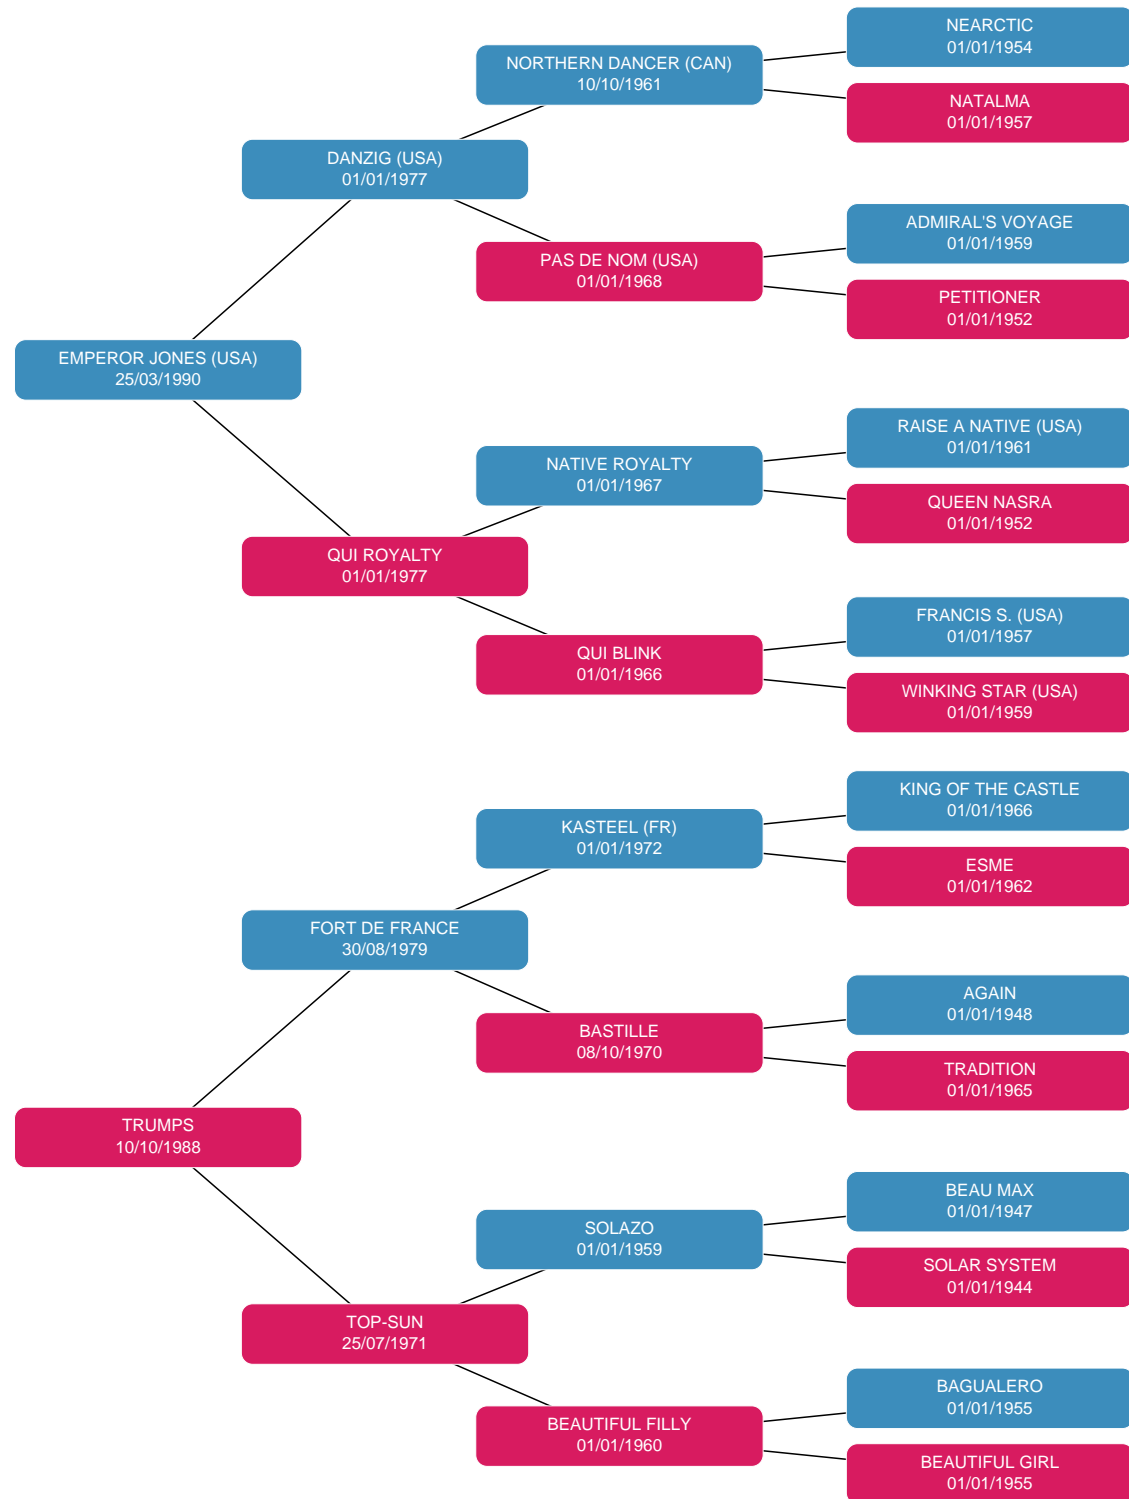 NEARCTIC
01/01/1954
NORTHERN DANCER (CAN)
10/10/1961
NATALMA
01/01/1957
DANZIG (USA)
01/01/1977
ADMIRAL'S VOYAGE
01/01/1959
PAS DE NOM (USA)
01/01/1968
PETITIONER
01/01/1952
EMPEROR JONES (USA)
25/03/1990
RAISE A NATIVE (USA)
01/01/1961
NATIVE ROYALTY
01/01/1967
QUEEN NASRA
01/01/1952
QUI ROYALTY
01/01/1977
FRANCIS S. (USA)
01/01/1957
QUI BLINK
01/01/1966
WINKING STAR (USA)
01/01/1959
KING OF THE CASTLE
01/01/1966
KASTEEL (FR)
01/01/1972
ESME
01/01/1962
FORT DE FRANCE
30/08/1979
AGAIN
01/01/1948
BASTILLE
08/10/1970
TRADITION
01/01/1965
TRUMPS
10/10/1988
BEAU MAX
01/01/1947
SOLAZO
01/01/1959
SOLAR SYSTEM
01/01/1944
TOP-SUN
25/07/1971
BAGUALERO
01/01/1955
BEAUTIFUL FILLY
01/01/1960
BEAUTIFUL GIRL
01/01/1955